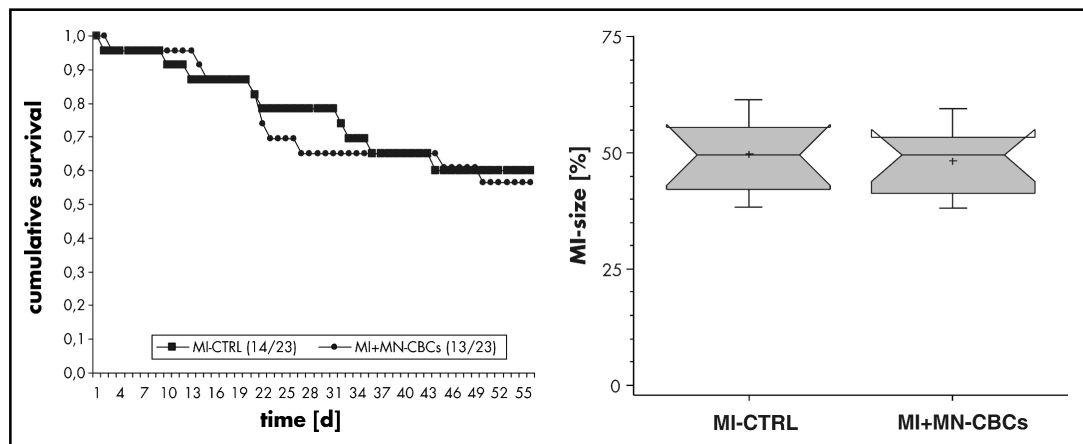 cumulative survival
1,0
0,9
0,8
0,7
0,6
0,5
0,4
0,3
0,2
0,1
0,0
MI-CTRL (14/23) MI+MN-CBCs (13/23)
1 4 7 10 13 16 19 22 25 28 31 34 37 40 43 46 49 52 55
time [d]
MI-size [%]
75
50
25
0
MI-CTRL MI+MN-CBCs